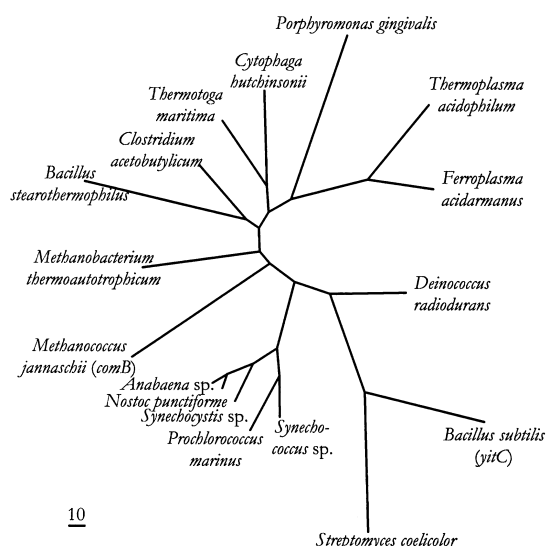 Porphyromonas gingivalis
Cytophaga
hutchinsonii
Thermoplasma
acidophilum
Thermotoga
maritima
Clostridium
acetobutylicum
Bacillus
stearothermophilus
Ferroplasma
acidarmanus
Methanobacterium
thermoautotrophicum
Deinococcus
radiodurans
Methanococcus
jannaschii (comB)
Anabaena sp.
Nostoc punctiforme
Synechocystis sp.
Prochlorococcus
marinus
Synecho-
coccus sp.
Bacillus subtilis
(yitC)
10
Streptomyces coelicolor